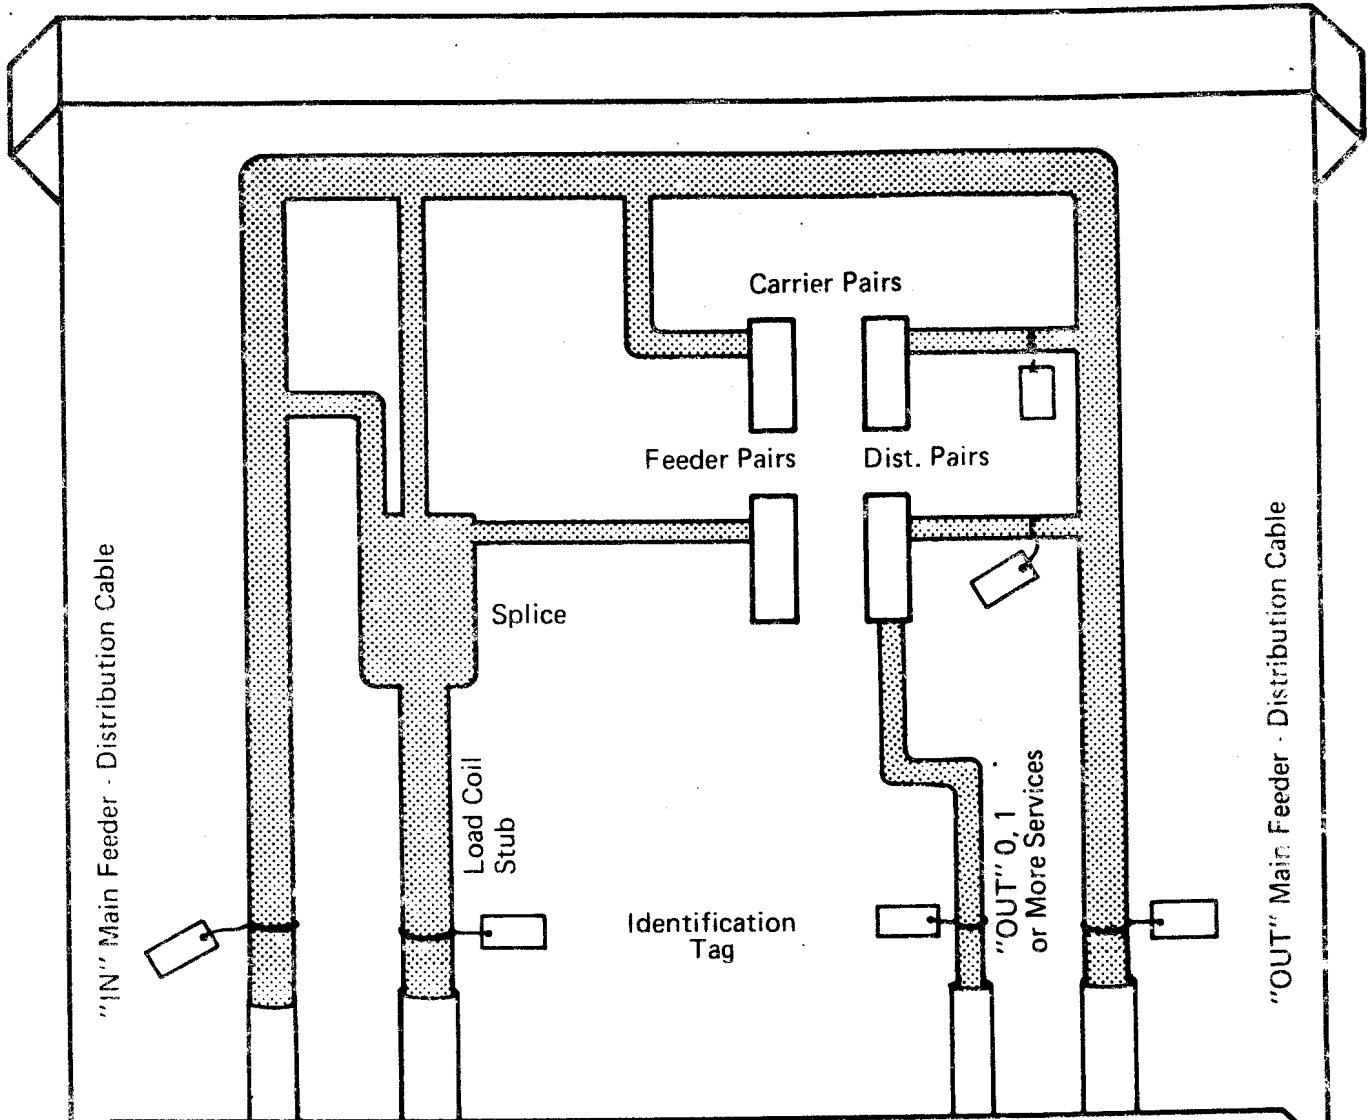 Carrier Pairs
Feeder Pairs
Dist. Pairs
Splice
"IN" Main Feeder - Distribution Cable
Load Coil
Stub
Identification
Tag
"OUT" 0, 1
or More Services
"OUT" Main Feeder - Distribution Cable